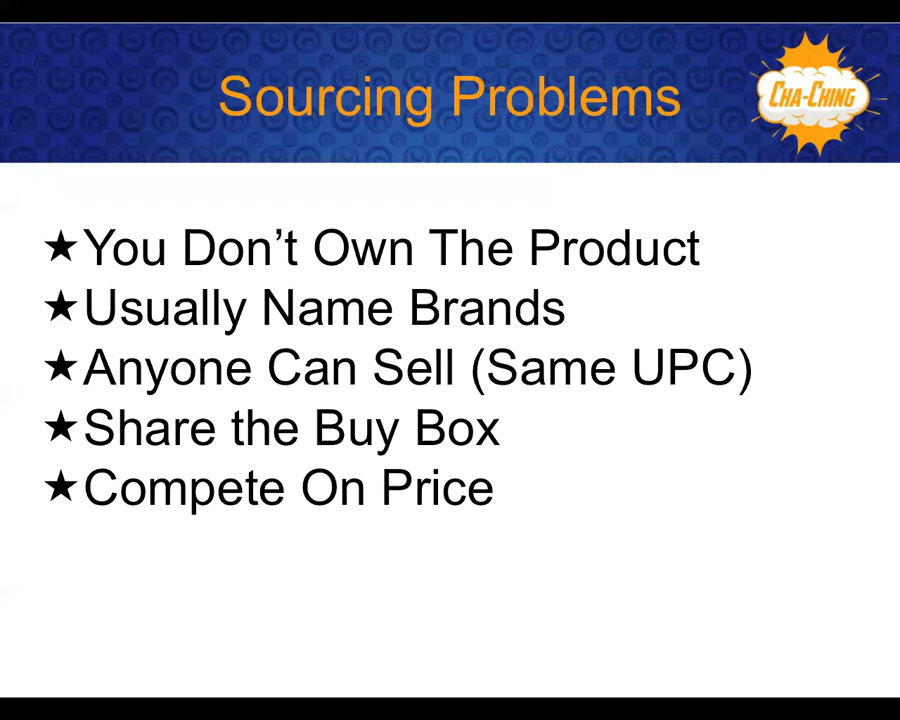 Sourcing Problems
CHA-CHING
★You Don’t Own The Product
★Usually Name Brands
★Anyone Can Sell (Same UPC)
★Share the Buy Box
★Compete On Price